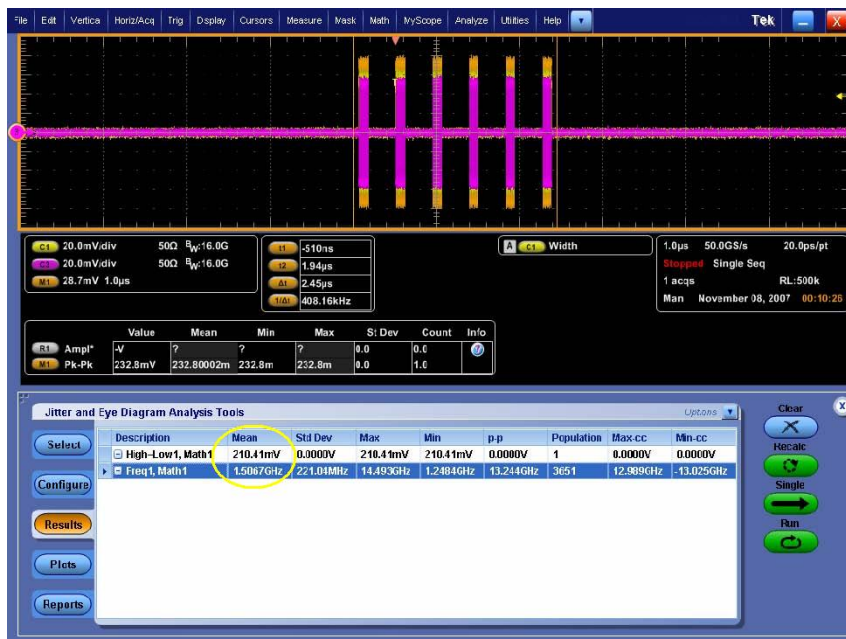 File Edit Vertica Horiz/Acq Trig Display Cursors Measure Mask Math MyScope Analyze Utilities Help Tek X
C1 20.0mV/div 50Ω BW:16.0G
C3 20.0mV/div 50Ω BW:16.0G
M1 28.7mV 1.0µs
t1 -510ns
t2 1.94µs
Δt 2.45µs
1/Δt 408.16kHz
A C1 Width
1.0µs 50.0GS/s 20.0ps/pt
Stopped Single Seq
1 acqs RL:500k
Man November 08, 2007 00:10:26
Value Mean Min Max St Dev Count Info
R1 Ampl* -V ? ? ? 0.0 0.0
M1 Pk-Pk 232.8mV 232.80002m 232.8m 232.8m 0.0 1.0
Jitter and Eye Diagram Analysis Tools
Options
Clear
X
Select
Configure
Results
Plots
Reports
Description Mean Std Dev Max Min p-p Population Max-cc Min-cc
High-Low1, Math1 210.41mV 0.0000V 210.41mV 210.41mV 0.0000V 1 0.0000V 0.0000V
Freq1, Math1 1.5067GHz 221.04MHz 14.493GHz 1.2484GHz 13.244GHz 3651 12.989GHz -13.025GHz
Recalc
Single
Run